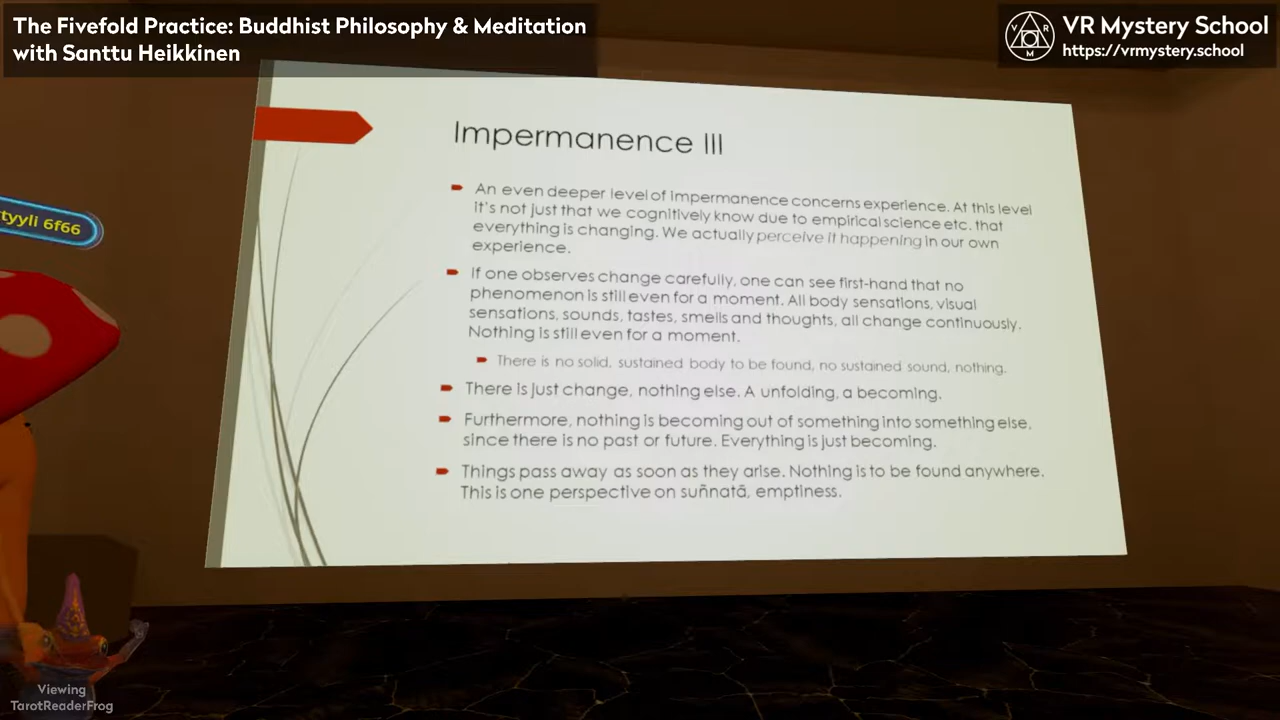 The Fivefold Practice: Buddhist Philosophy & Meditation
with Santtu Heikkinen
V R
M
VR Mystery School
https://vrmystery.school
Impermanence III
An even deeper level of impermanence concerns experience. At this level
it's not just that we cognitively know due to empirical science etc. that
everything is changing. We actually perceive it happening in our own
experience.
If one observes change carefully, one can see first-hand that no
phenomenon is still even for a moment. All body sensations, visual
sensations, sounds, tastes, smells and thoughts, all change continuously.
Nothing is still even for a moment.
There is no solid, sustained body to be found, no sustained sound, nothing.
There is just change, nothing else. A unfolding, a becoming.
Furthermore, nothing is becoming out of something into something else,
since there is no past or future. Everything is just becoming.
Things pass away as soon as they arise. Nothing is to be found anywhere.
This is one perspective on suññatā, emptiness.
tyyli 6f66
Viewing
TarotReaderFrog